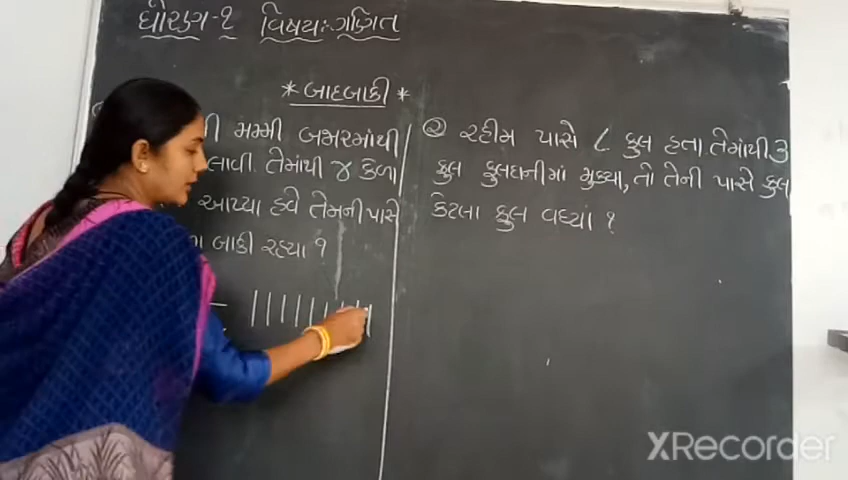 ધોરણ-૧ વિષય:- ગણિત
* બાદબાકી *
મમ્મી બજારમાંથી
લાવી. તેમાંથી ૪ કેળા
આપ્યા હવે તેમની પાસે
બાકી રહ્યા ?
૨ રહીમ પાસે ૮ ફુલ હતા તેમાંથી ૩
ફુલ ફુલદાનીમાં મુક્યા, તો તેની પાસે ફુલ
કેટલા ફુલ વધ્યા ?
XRecorder